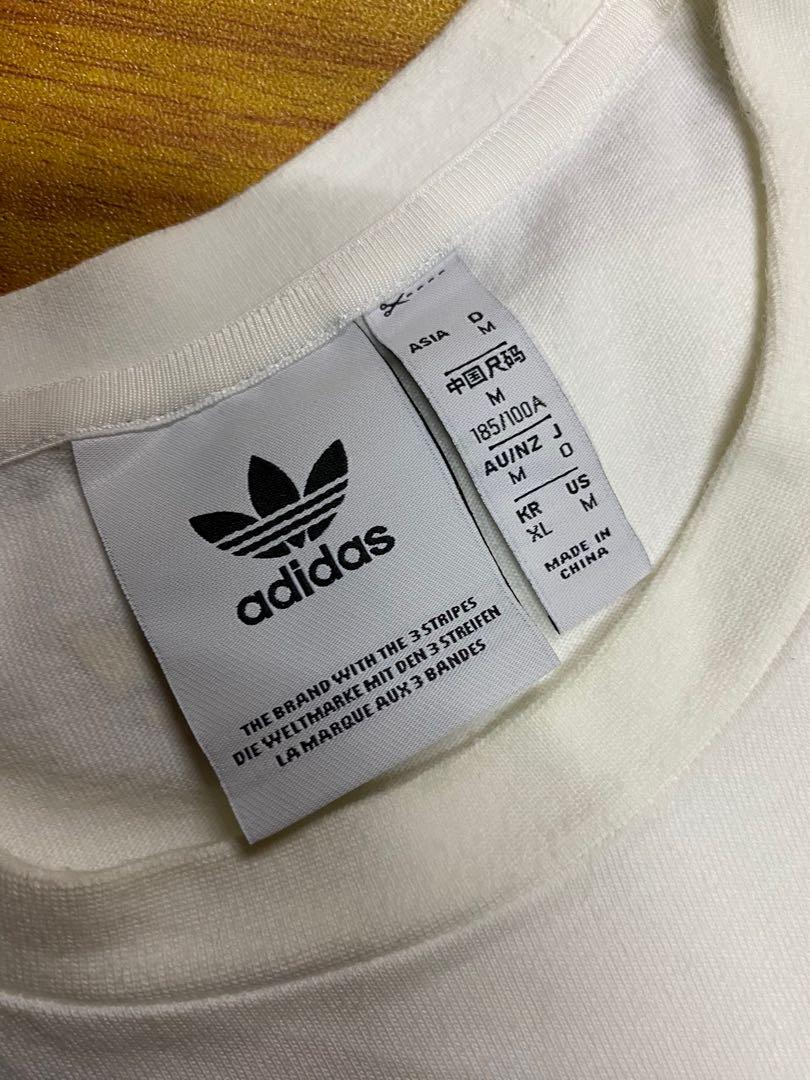 adidas
THE BRAND WITH THE 3 STRIPES
DIE WELTMARKE MIT DEN 3 STREIFEN
LA MARQUE AUX 3 BANDES
ASIA D
M
中国尺码
M
185/100A
AU/NZ J
M O
KR US
XL M
MADE IN
CHINA